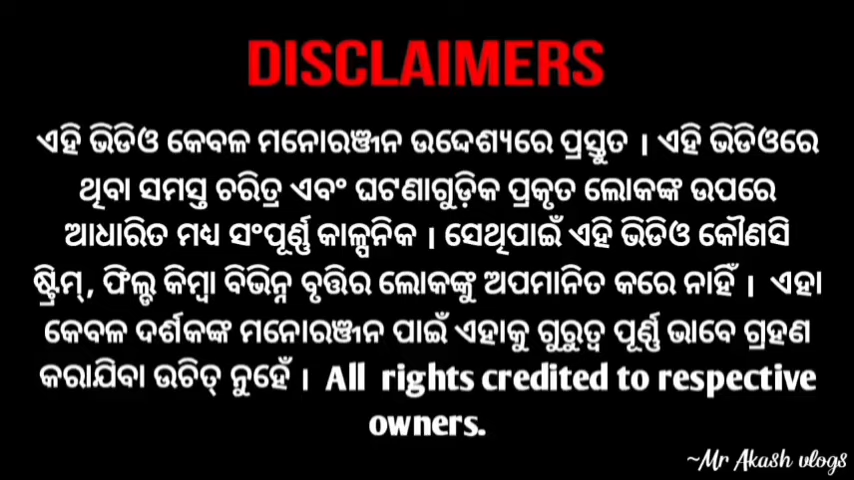 DISCLAIMERS
ଏହି ଭିଡିଓ କେବଳ ମନୋରଞ୍ଜନ ଉଦ୍ଦେଶ୍ୟରେ ପ୍ରସ୍ତୁତ । ଏହି ଭିଡିଓରେ
ଥିବା ସମସ୍ତ ଚରିତ୍ର ଏବଂ ଘଟଣାଗୁଡ଼ିକ ପ୍ରକୃତ ଲୋକଙ୍କ ଉପରେ
ଆଧାରିତ ମଧ୍ୟ ସଂପୂର୍ଣ୍ଣ କାଳ୍ପନିକ । ସେଥିପାଇଁ ଏହି ଭିଡିଓ କୌଣସି
ଷ୍ଟ୍ରିମ୍, ଫିଲ୍ଡ କିମ୍ବା ବିଭିନ୍ନ ବୃତ୍ତିର ଲୋକଙ୍କୁ ଅପମାନିତ କରେ ନାହିଁ । ଏହା
କେବଳ ଦର୍ଶକଙ୍କ ମନୋରଞ୍ଜନ ପାଇଁ ଏହାକୁ ଗୁରୁତ୍ୱ ପୂର୍ଣ୍ଣ ଭାବେ ଗ୍ରହଣ
କରାଯିବା ଉଚିତ୍ ନୁହେଁ । All rights credited to respective
owners.
~Mr Akash vlogs